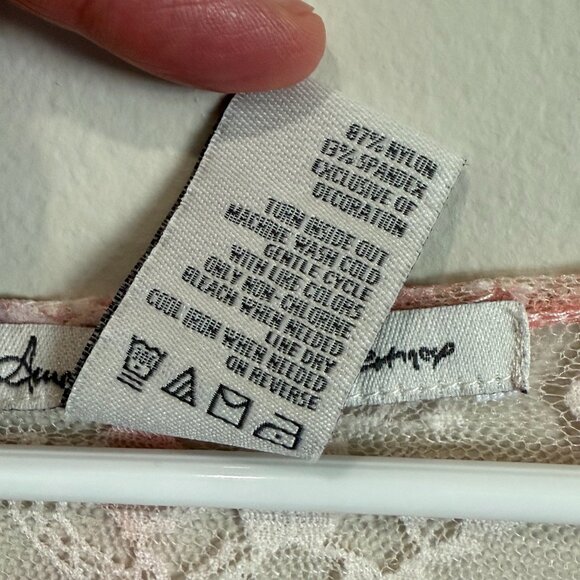 87% NYLON
13% SPANDEX
EXCLUSIVE OF
DECORATION
TURN INSIDE OUT
MACHINE WASH COLD
GENTLE CYCLE
WITH LIKE COLORS
ONLY NON-CHLORINE
BLEACH WHEN NEEDED
LINE DRY
COOL IRON WHEN NEEDED
ON REVERSE